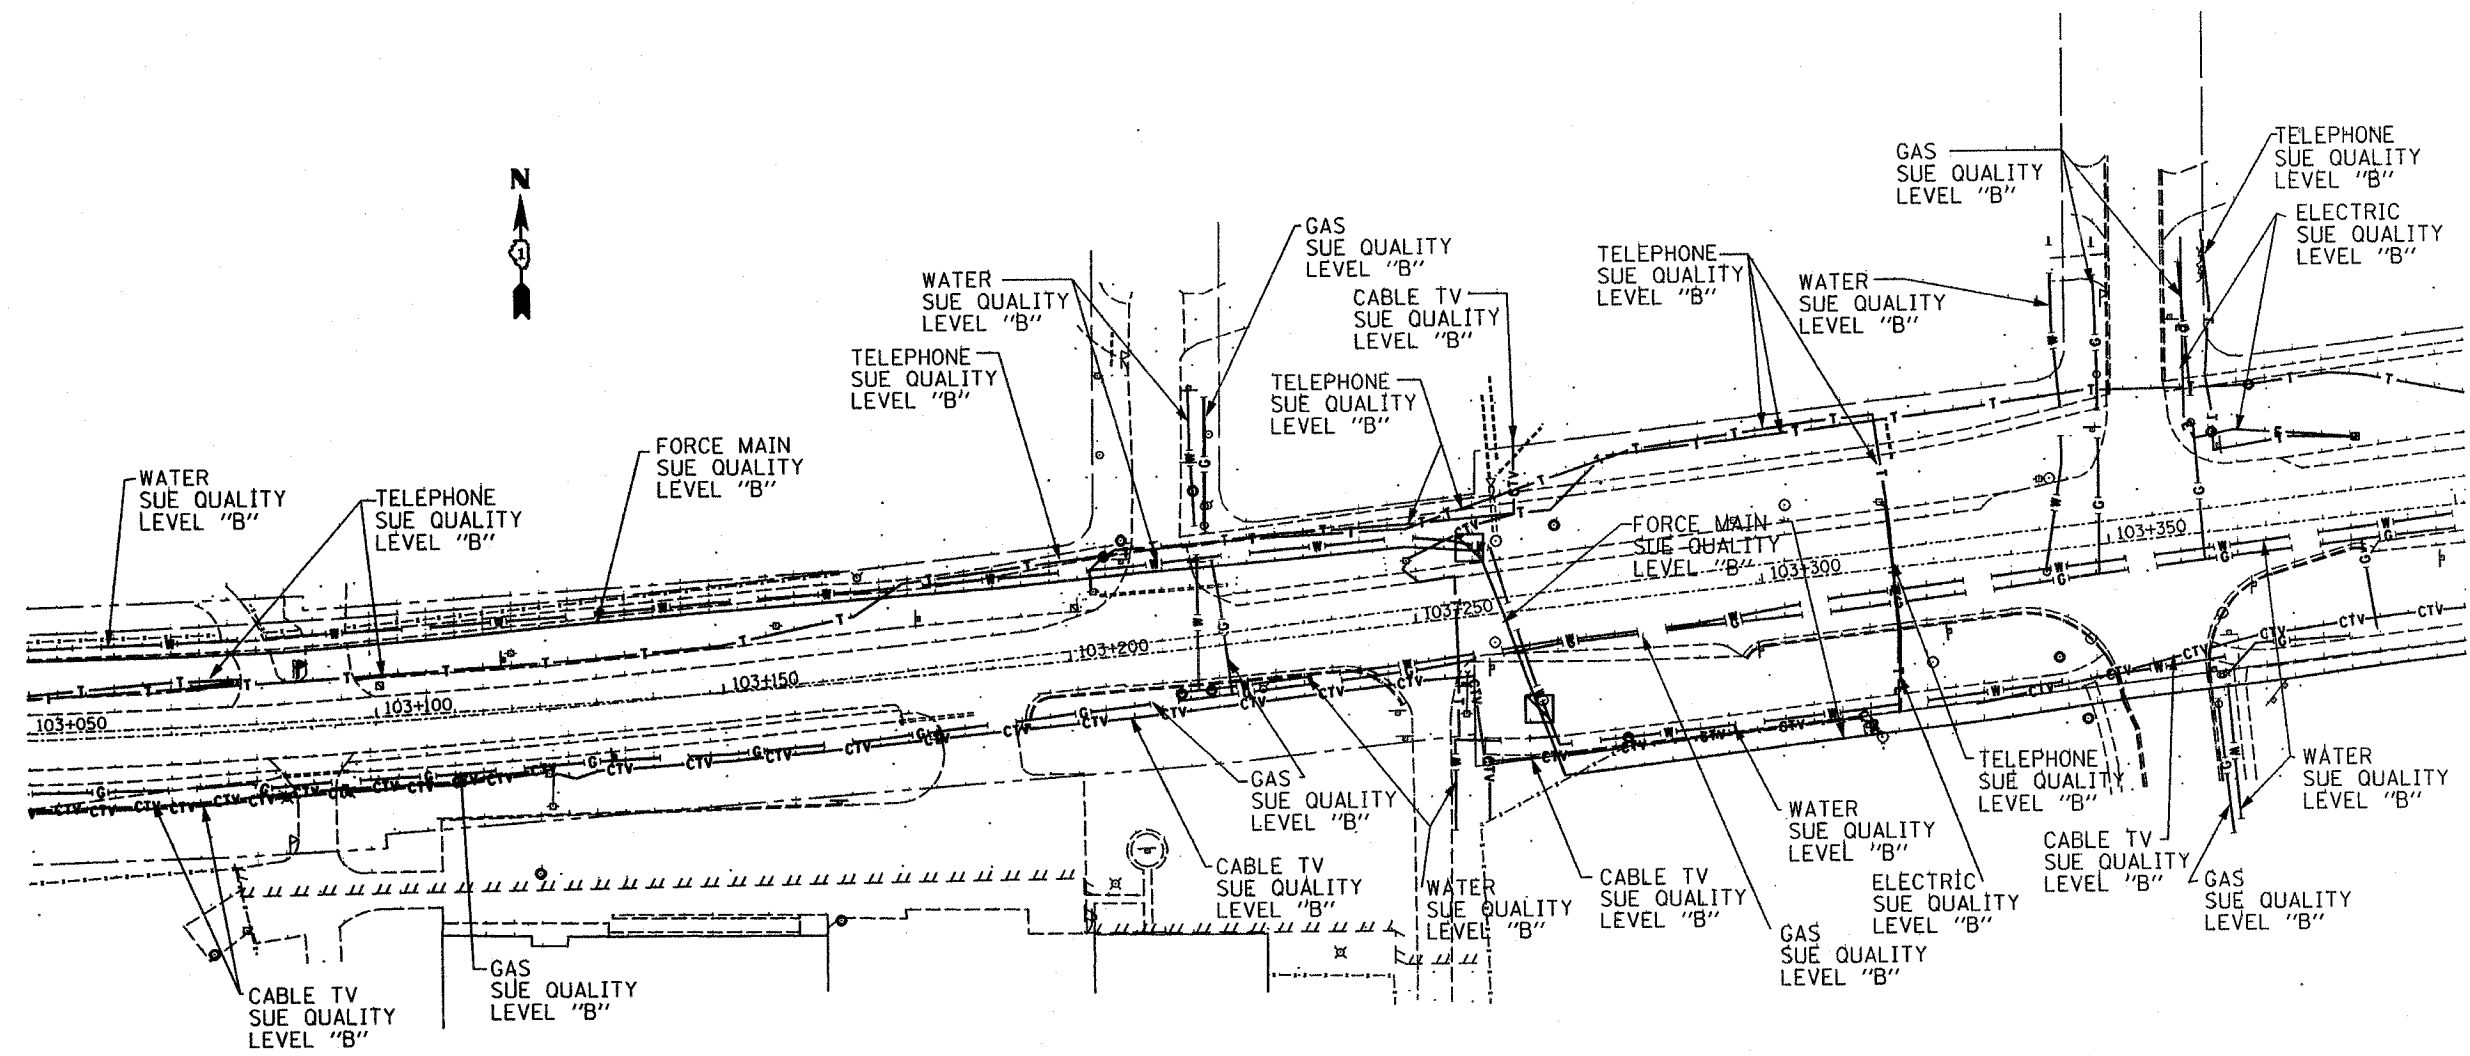 N
1
GAS
SUE QUALITY
LEVEL "B"
TELEPHONE
SUE QUALITY
LEVEL "B"
ELECTRIC
SUE QUALITY
LEVEL "B"
GAS
SUE QUALITY
LEVEL "B"
TELEPHONE
SUE QUALITY
LEVEL "B"
WATER
SUE QUALITY
LEVEL "B"
WATER
SUE QUALITY
LEVEL "B"
CABLE TV
SUE QUALITY
LEVEL "B"
TELEPHONE
SUE QUALITY
LEVEL "B"
TELEPHONE
SUE QUALITY
LEVEL "B"
FORCE MAIN
SUE QUALITY
LEVEL "B"
WATER
SUE QUALITY
LEVEL "B"
TELEPHONE
SUE QUALITY
LEVEL "B"
FORCE MAIN
SUE QUALITY
LEVEL "B"
103+050
103+100
103+150
103+200
103+250
103+300
103+350
GAS
SUE QUALITY
LEVEL "B"
TELEPHONE
SUE QUALITY
LEVEL "B"
WATER
SUE QUALITY
LEVEL "B"
WATER
SUE QUALITY
LEVEL "B"
CABLE TV
SUE QUALITY
LEVEL "B"
CABLE TV
SUE QUALITY
LEVEL "B"
WATER
SUE QUALITY
LEVEL "B"
CABLE TV
SUE QUALITY
LEVEL "B"
ELECTRIC
SUE QUALITY
LEVEL "B"
GAS
SUE QUALITY
LEVEL "B"
GAS
SUE QUALITY
LEVEL "B"
GAS
SUE QUALITY
LEVEL "B"
CABLE TV
SUE QUALITY
LEVEL "B"